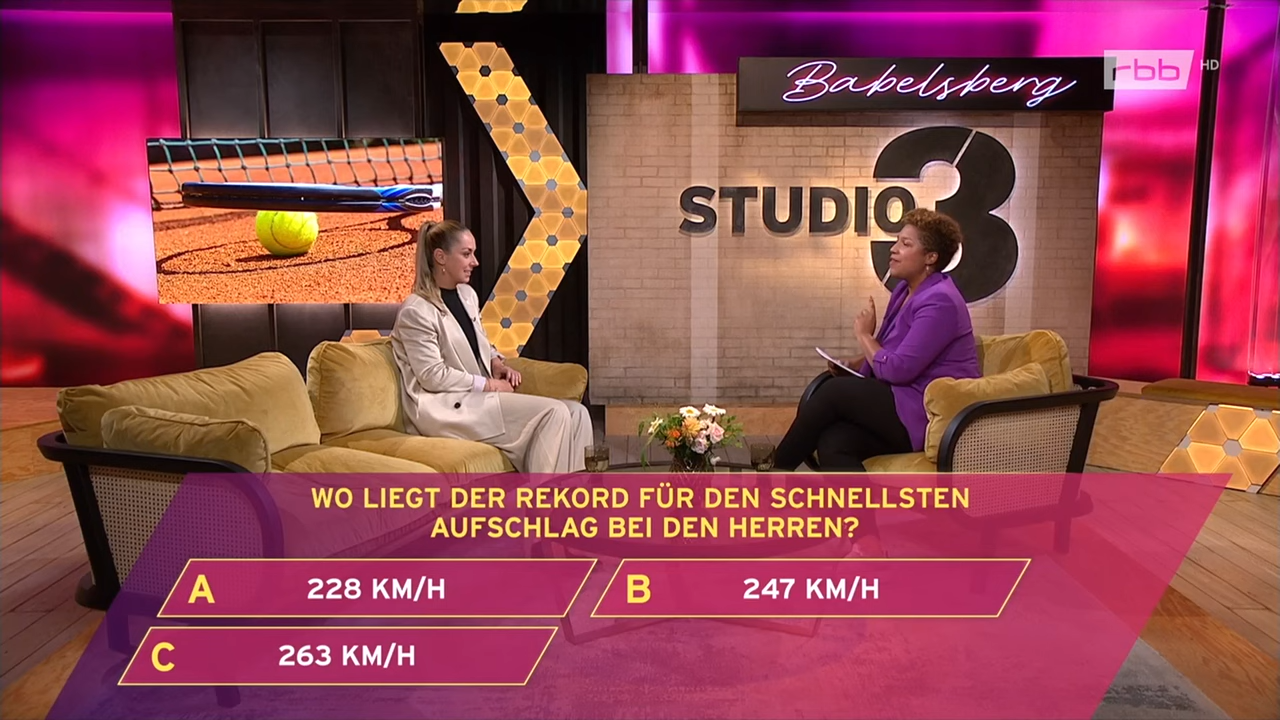 Babelsberg
rbb HD
STUDIO 3
WO LIEGT DER REKORD FÜR DEN SCHNELLSTEN
AUFSCHLAG BEI DEN HERREN?
A 228 KM/H
B 247 KM/H
C 263 KM/H